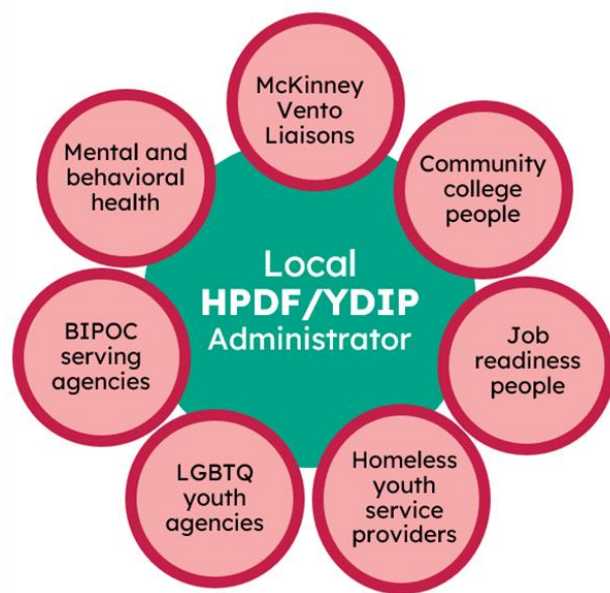 McKinney
Vento
Liaisons
Mental and
behavioral
health
Community
college
people
Local
HPDF/YDIP
Administrator
BIPOC
serving
agencies
Job
readiness
people
LGBTQ
youth
agencies
Homeless
youth
service
providers